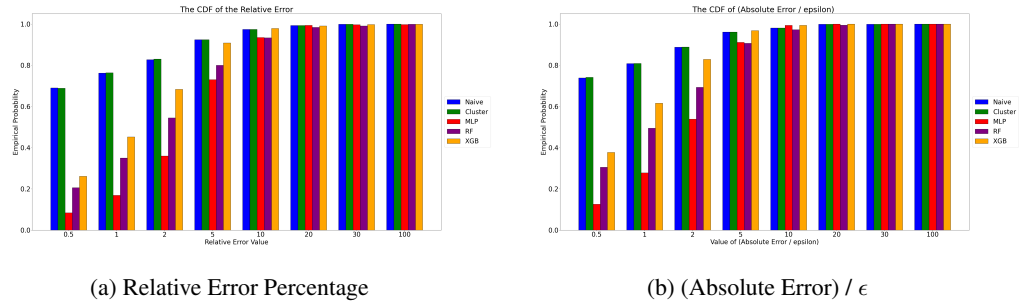 The CDF of the Relative Error
Empirical Probability
1.0
0.8
0.6
0.4
0.2
0.0
0.5 1 2 5 10 20 30 100
Relative Error Value
Naive
Cluster
MLP
RF
XGB
(a) Relative Error Percentage
The CDF of (Absolute Error / epsilon)
Empirical Probability
1.0
0.8
0.6
0.4
0.2
0.0
0.5 1 2 5 10 20 30 100
Value of (Absolute Error / epsilon)
Naive
Cluster
MLP
RF
XGB
(b) (Absolute Error) / ϵ